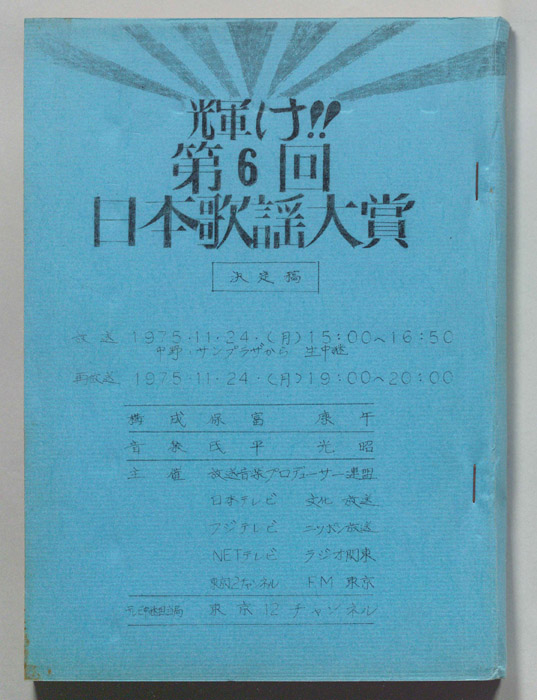 輝け!!
第6回
日本歌謡大賞
決定稿
放送 1975・11・24・(月)15:00〜16:50
中野・サンプラザから 生中継
再放送 1975・11・24・(月)19:00〜20:00
構成 保富康午
音楽 氏平光昭
主催 放送音楽プロデューサー連盟
日本テレビ 文化放送
フジテレビ ニッポン放送
NETテレビ ラジオ関東
東京12チャンネル FM東京
東京12チャンネル